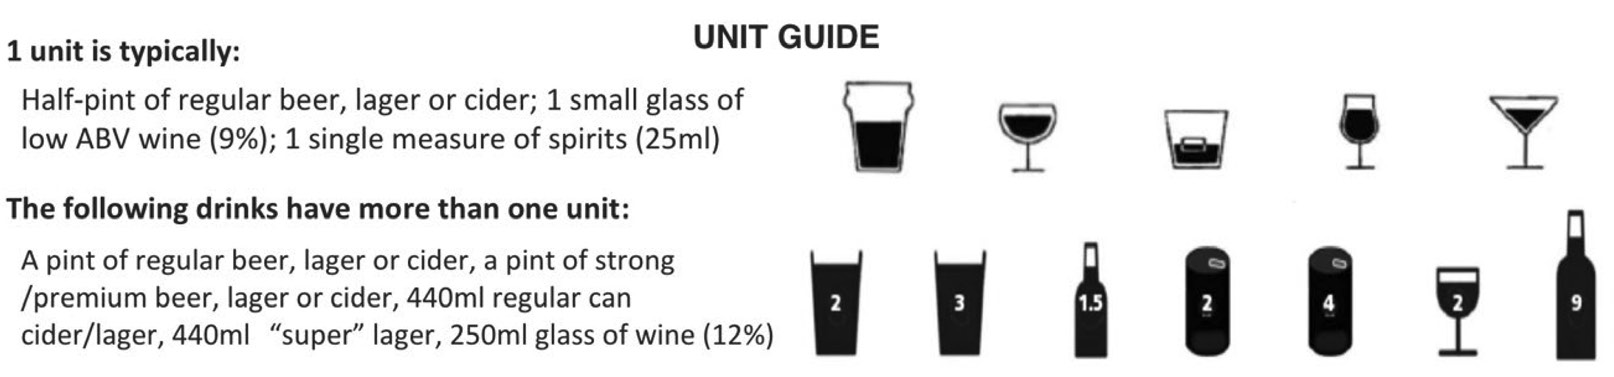 UNIT GUIDE
1 unit is typically:
Half-pint of regular beer, lager or cider; 1 small glass of
low ABV wine (9%); 1 single measure of spirits (25ml)
The following drinks have more than one unit:
A pint of regular beer, lager or cider, a pint of strong
/premium beer, lager or cider, 440ml regular can
cider/lager, 440ml “super” lager, 250ml glass of wine (12%)
2 3 1.5 2 4 2 9